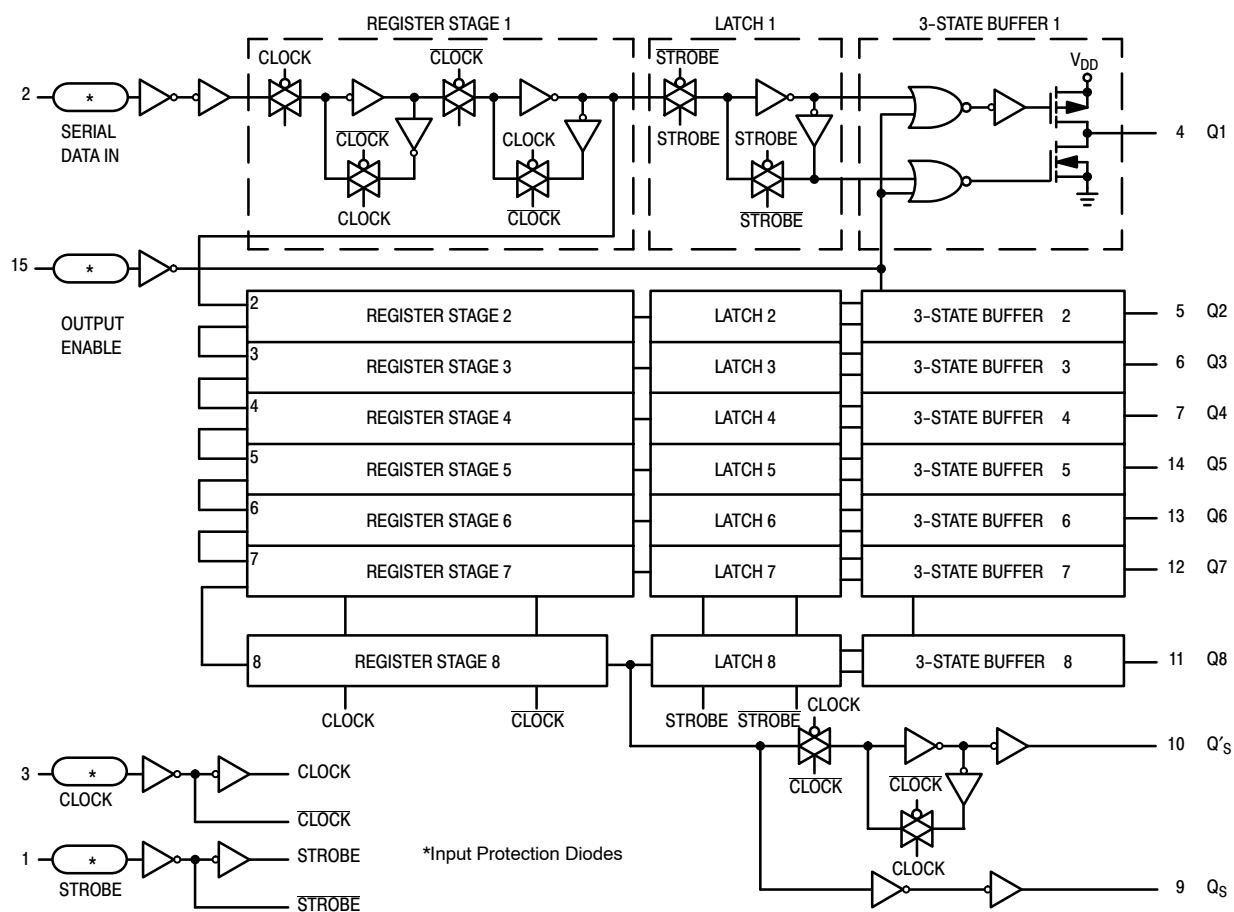 REGISTER STAGE 1
LATCH 1
3-STATE BUFFER 1
CLOCK
CLOCK
STROBE
VDD
2
*
SERIAL
DATA IN
CLOCK
CLOCK
STROBE
STROBE
4 Q1
CLOCK
CLOCK
STROBE
15
*
OUTPUT
ENABLE
2
REGISTER STAGE 2
LATCH 2
3-STATE BUFFER 2
5 Q2
3
REGISTER STAGE 3
LATCH 3
3-STATE BUFFER 3
6 Q3
4
REGISTER STAGE 4
LATCH 4
3-STATE BUFFER 4
7 Q4
5
REGISTER STAGE 5
LATCH 5
3-STATE BUFFER 5
14 Q5
6
REGISTER STAGE 6
LATCH 6
3-STATE BUFFER 6
13 Q6
7
REGISTER STAGE 7
LATCH 7
3-STATE BUFFER 7
12 Q7
8
REGISTER STAGE 8
LATCH 8
3-STATE BUFFER 8
11 Q8
CLOCK
CLOCK
STROBE
STROBE
CLOCK
10 Q'S
CLOCK
CLOCK
CLOCK
9 QS
3
*
CLOCK
CLOCK
CLOCK
1
*
STROBE
STROBE
STROBE
*Input Protection Diodes